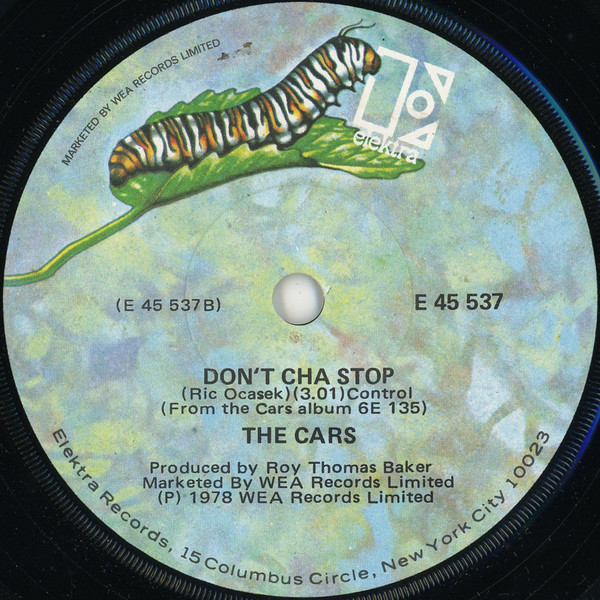 MARKETED BY WEA RECORDS LIMITED
elektra
(E 45 537B)
E 45 537
DON'T CHA STOP
(Ric Ocasek)(3.01)Control
(From the Cars album 6E 135)
THE CARS
Produced by Roy Thomas Baker
Marketed By WEA Records Limited
(P) 1978 WEA Records Limited
Elektra Records, 15 Columbus Circle, New York City 10023